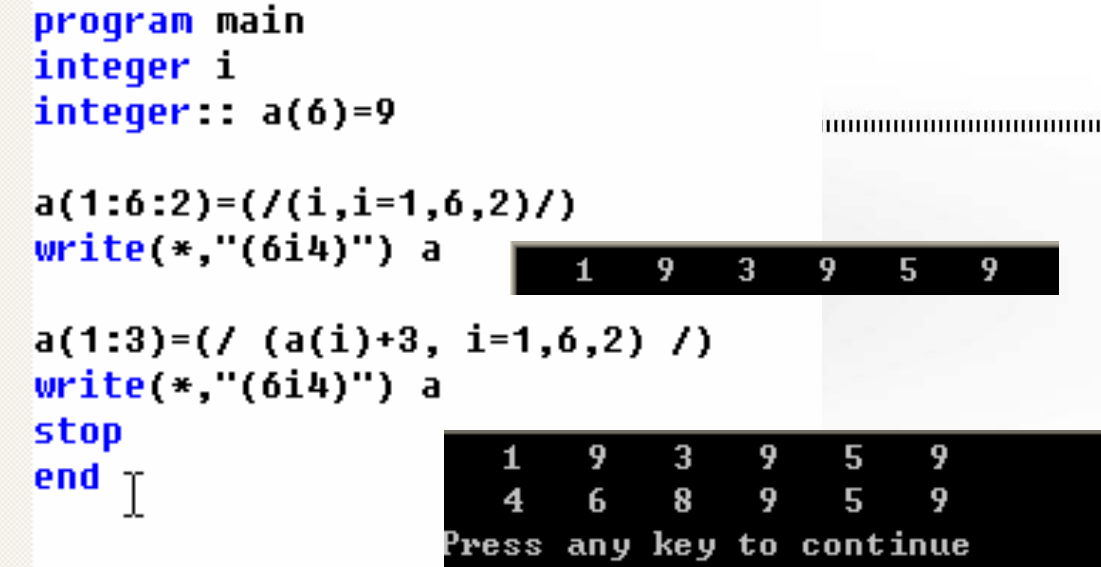 program main
integer i
integer:: a(6)=9
a(1:6:2)=(/(i,i=1,6,2)/)
write(*,"(6i4)") a
1 9 3 9 5 9
a(1:3)=(/ (a(i)+3, i=1,6,2) /)
write(*,"(6i4)") a
stop
end
1 9 3 9 5 9
4 6 8 9 5 9
Press any key to continue